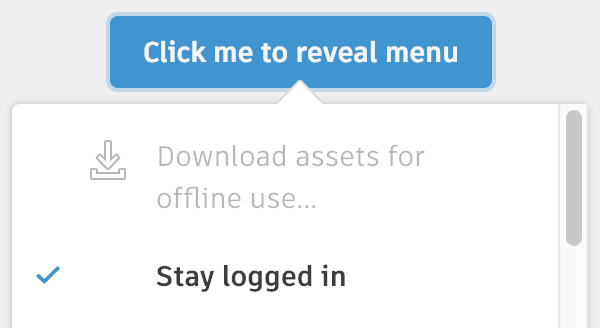 Click me to reveal menu
Download assets for
offline use...
Stay logged in